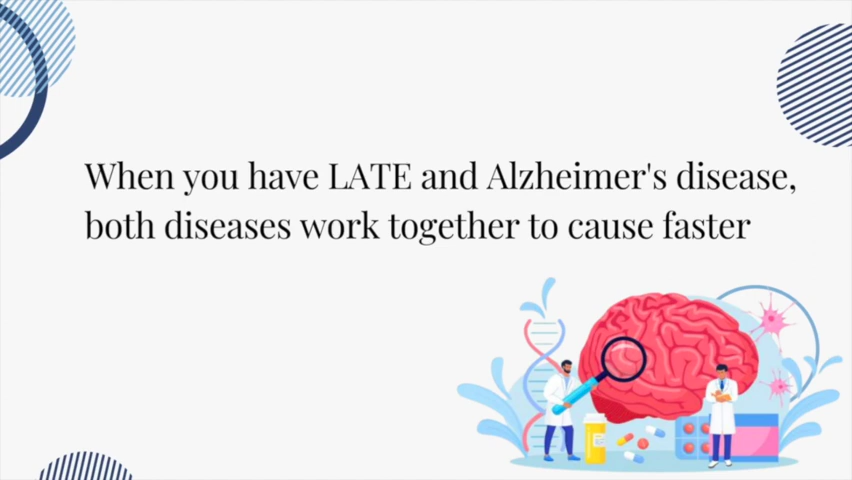 When you have LATE and Alzheimer's disease,
both diseases work together to cause faster